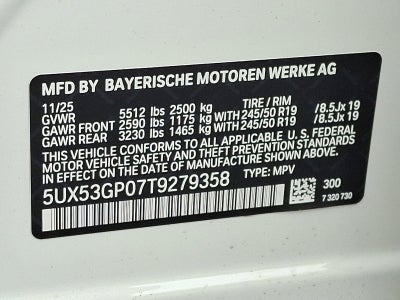 MFD BY BAYERISCHE MOTOREN WERKE AG
11/25 TIRE / RIM
GVWR 5512 lbs 2500 kg
GAWR FRONT 2590 lbs 1175 kg WITH 245/50 R19 /8.5Jx19
GAWR REAR 3230 lbs 1465 kg WITH 245/50 R19 /8.5Jx19
THIS VEHICLE CONFORMS TO ALL APPLICABLE U. S. FEDERAL
MOTOR VEHICLE SAFETY, BUMPER, AND THEFT PREVENTION STANDARDS IN EFFECT ON THE
DATE OF MANUFACTURE SHOWN ABOVE.
5UX53GP07T9279358 TYPE: MPV
300
7 320 730